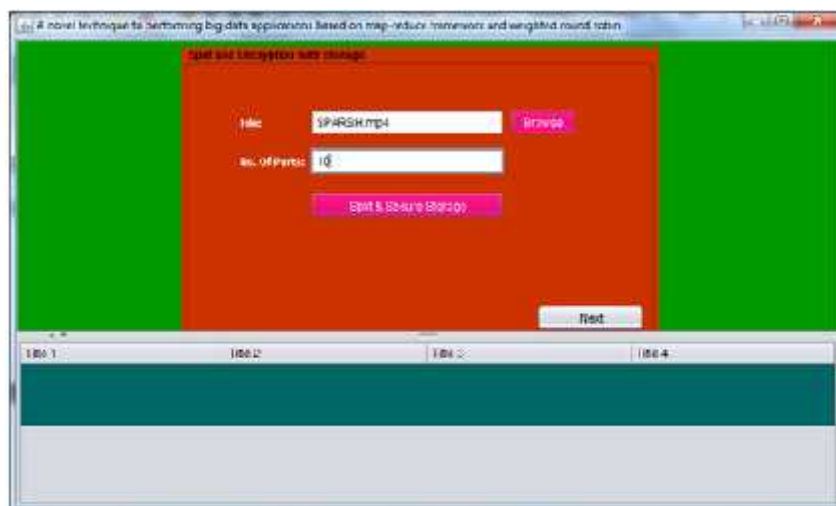 A novel technique to performing big data applications based on map-reduce framework and weighted round robin
Split and Encryption with Storage
File: SPARSH.mp4 Browse
No. Of Parts: 10
Split & Secure Storage
Next
Title 1 Title 2 Title 3 Title 4